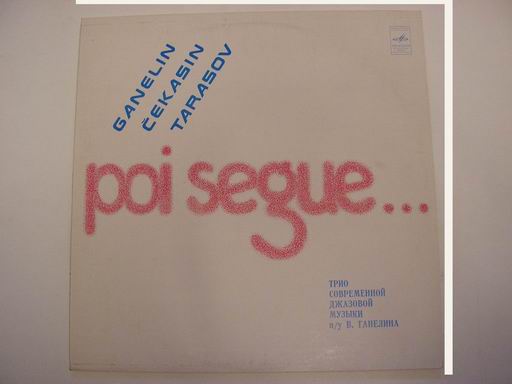 GANELIN
ČEKASIN
TARASOV
poi segue...
ТРИО
СОВРЕМЕННОЙ
ДЖАЗОВОЙ
МУЗЫКИ
п/у В. ГАНЕЛИНА